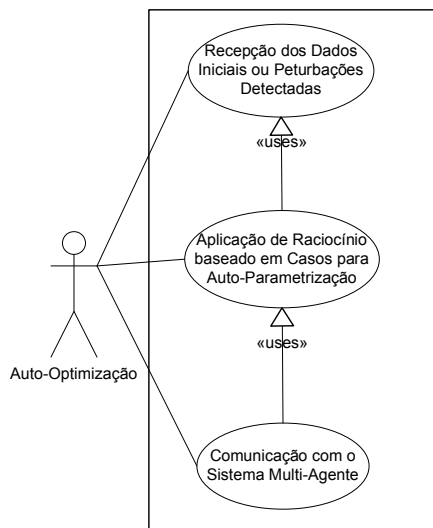 Recepção dos Dados
Iniciais ou Peturbações
Detectadas
«uses»
Aplicação de Raciocínio
baseado em Casos para
Auto-Parametrização
«uses»
Auto-Optimização
Comunicação com o
Sistema Multi-Agente